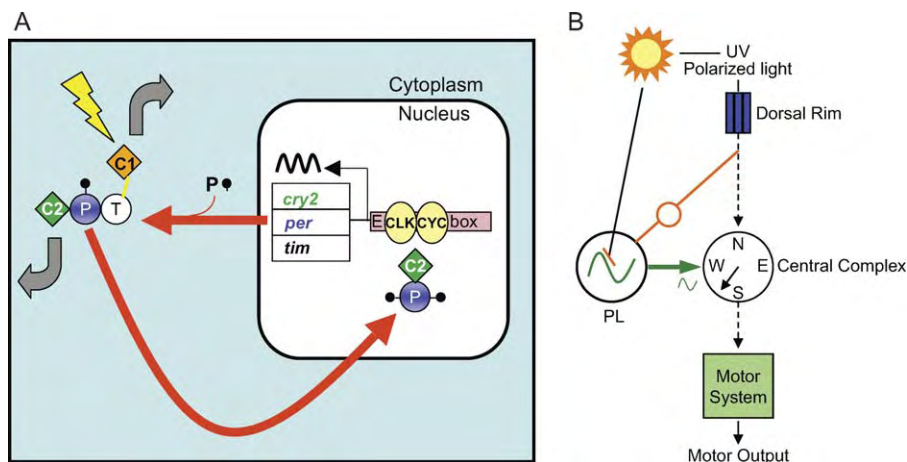 A
Cytoplasm
Nucleus
C1
C2 P T
P
cry2
per
tim
E CLK CYC box
C2
P
B
UV
Polarized light
Dorsal Rim
N
W E
S
Central Complex
PL
Motor
System
Motor Output